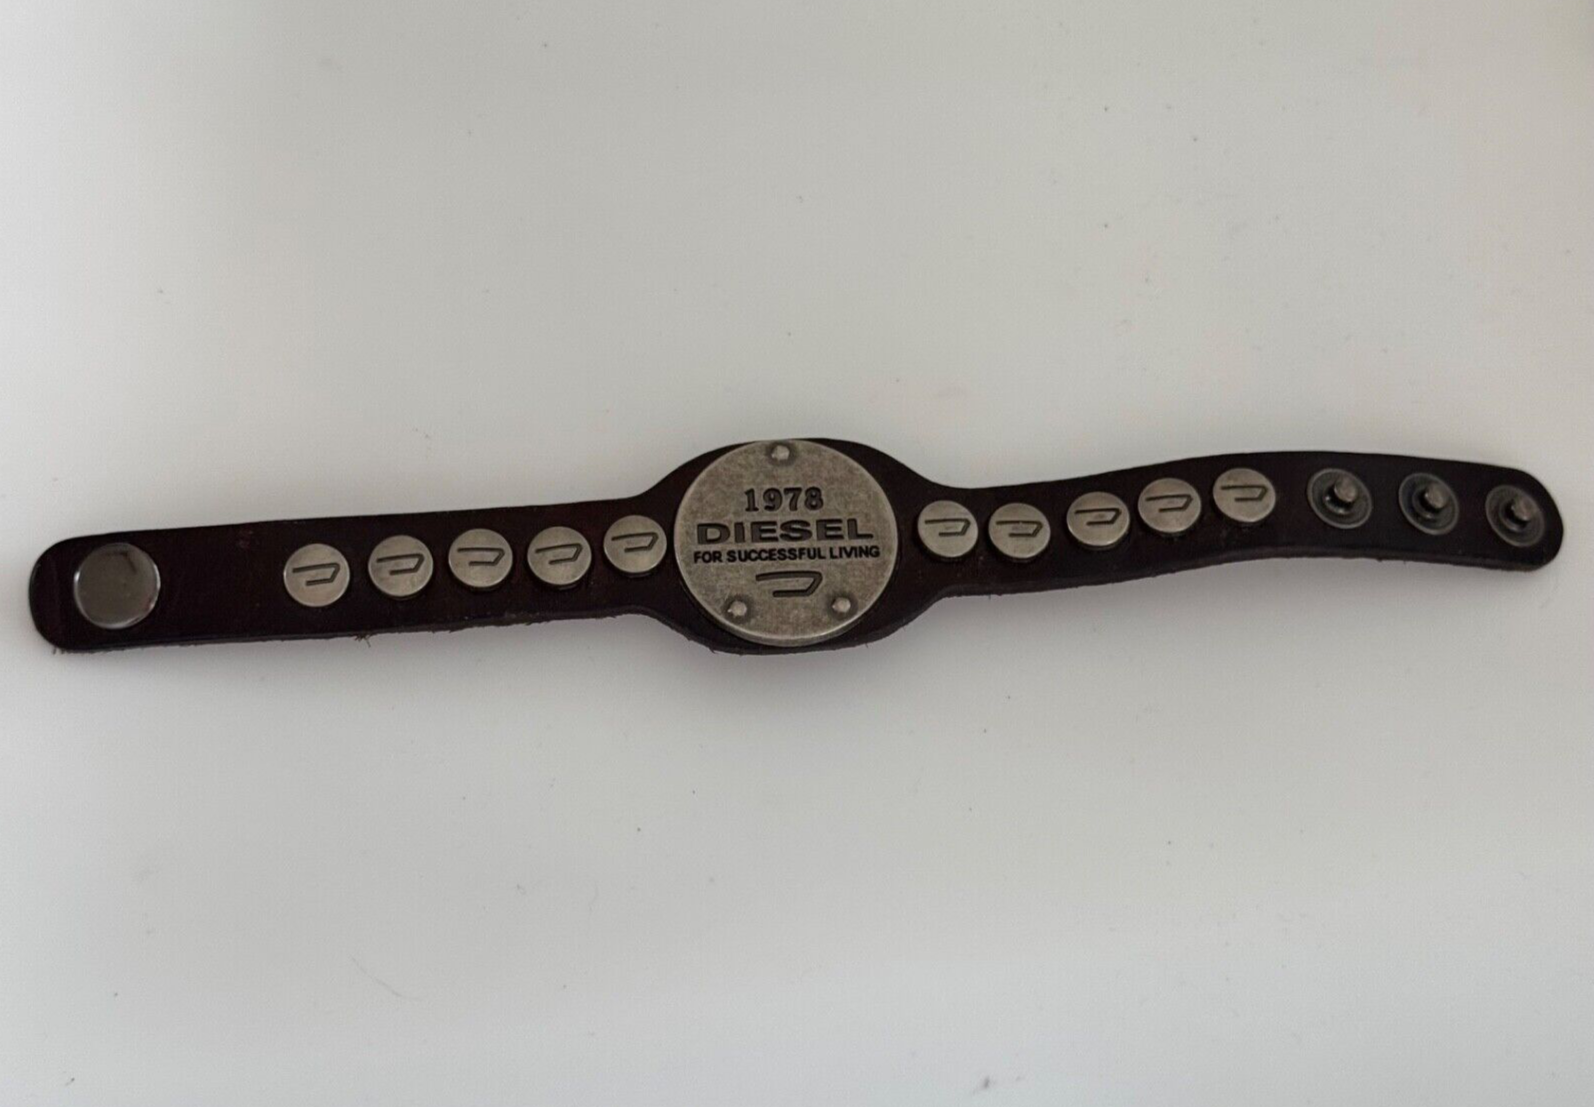 1978
DIESEL
FOR SUCCESSFUL LIVING